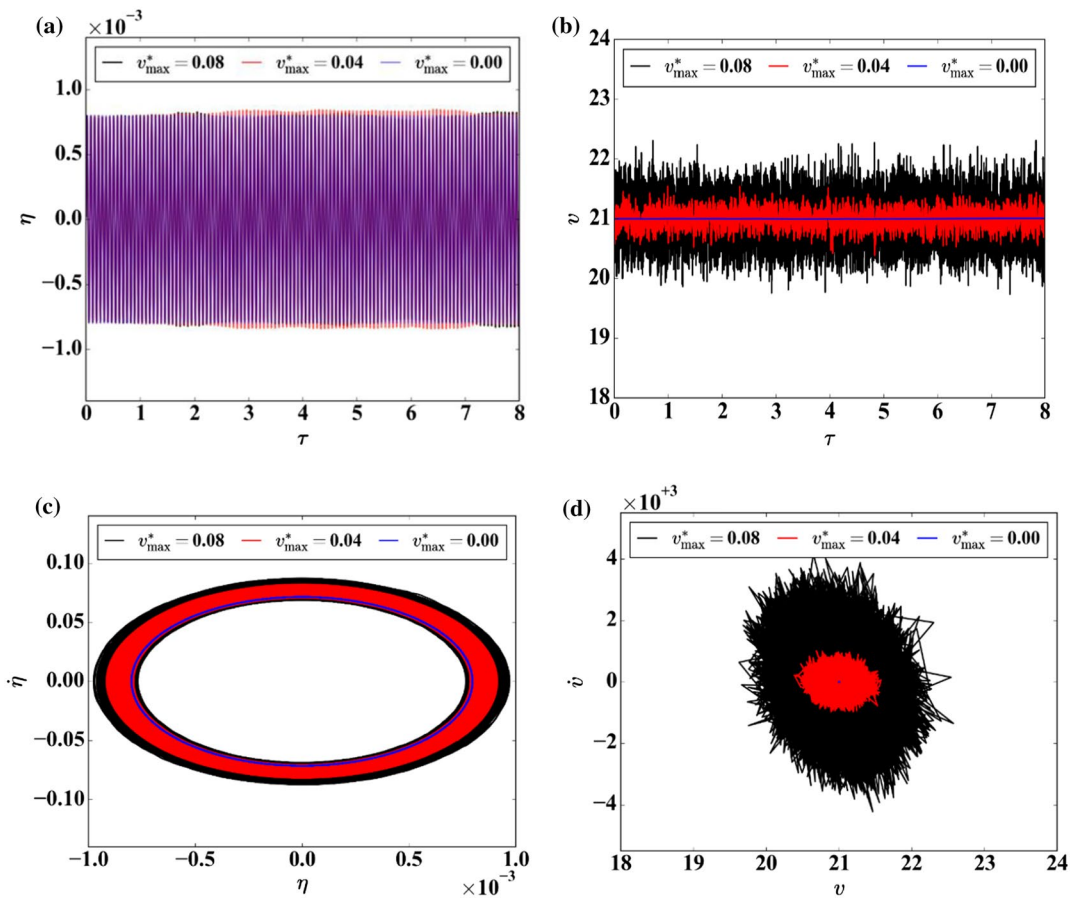 (a)
×10⁻³
v*max = 0.08 v*max = 0.04 v*max = 0.00
1.0
0.5
0.0
−0.5
−1.0
η
0 1 2 3 4 5 6 7 8
τ
(b)
v*max = 0.08 v*max = 0.04 v*max = 0.00
24
23
22
21
20
19
18
v
0 1 2 3 4 5 6 7 8
τ
(c)
v*max = 0.08 v*max = 0.04 v*max = 0.00
0.10
0.05
0.00
−0.05
−0.10
η̇
−1.0 −0.5 0.0 0.5 1.0
η
×10⁻³
(d)
×10⁺³
v*max = 0.08 v*max = 0.04 v*max = 0.00
4
2
0
−2
−4
v̇
18 19 20 21 22 23 24
v